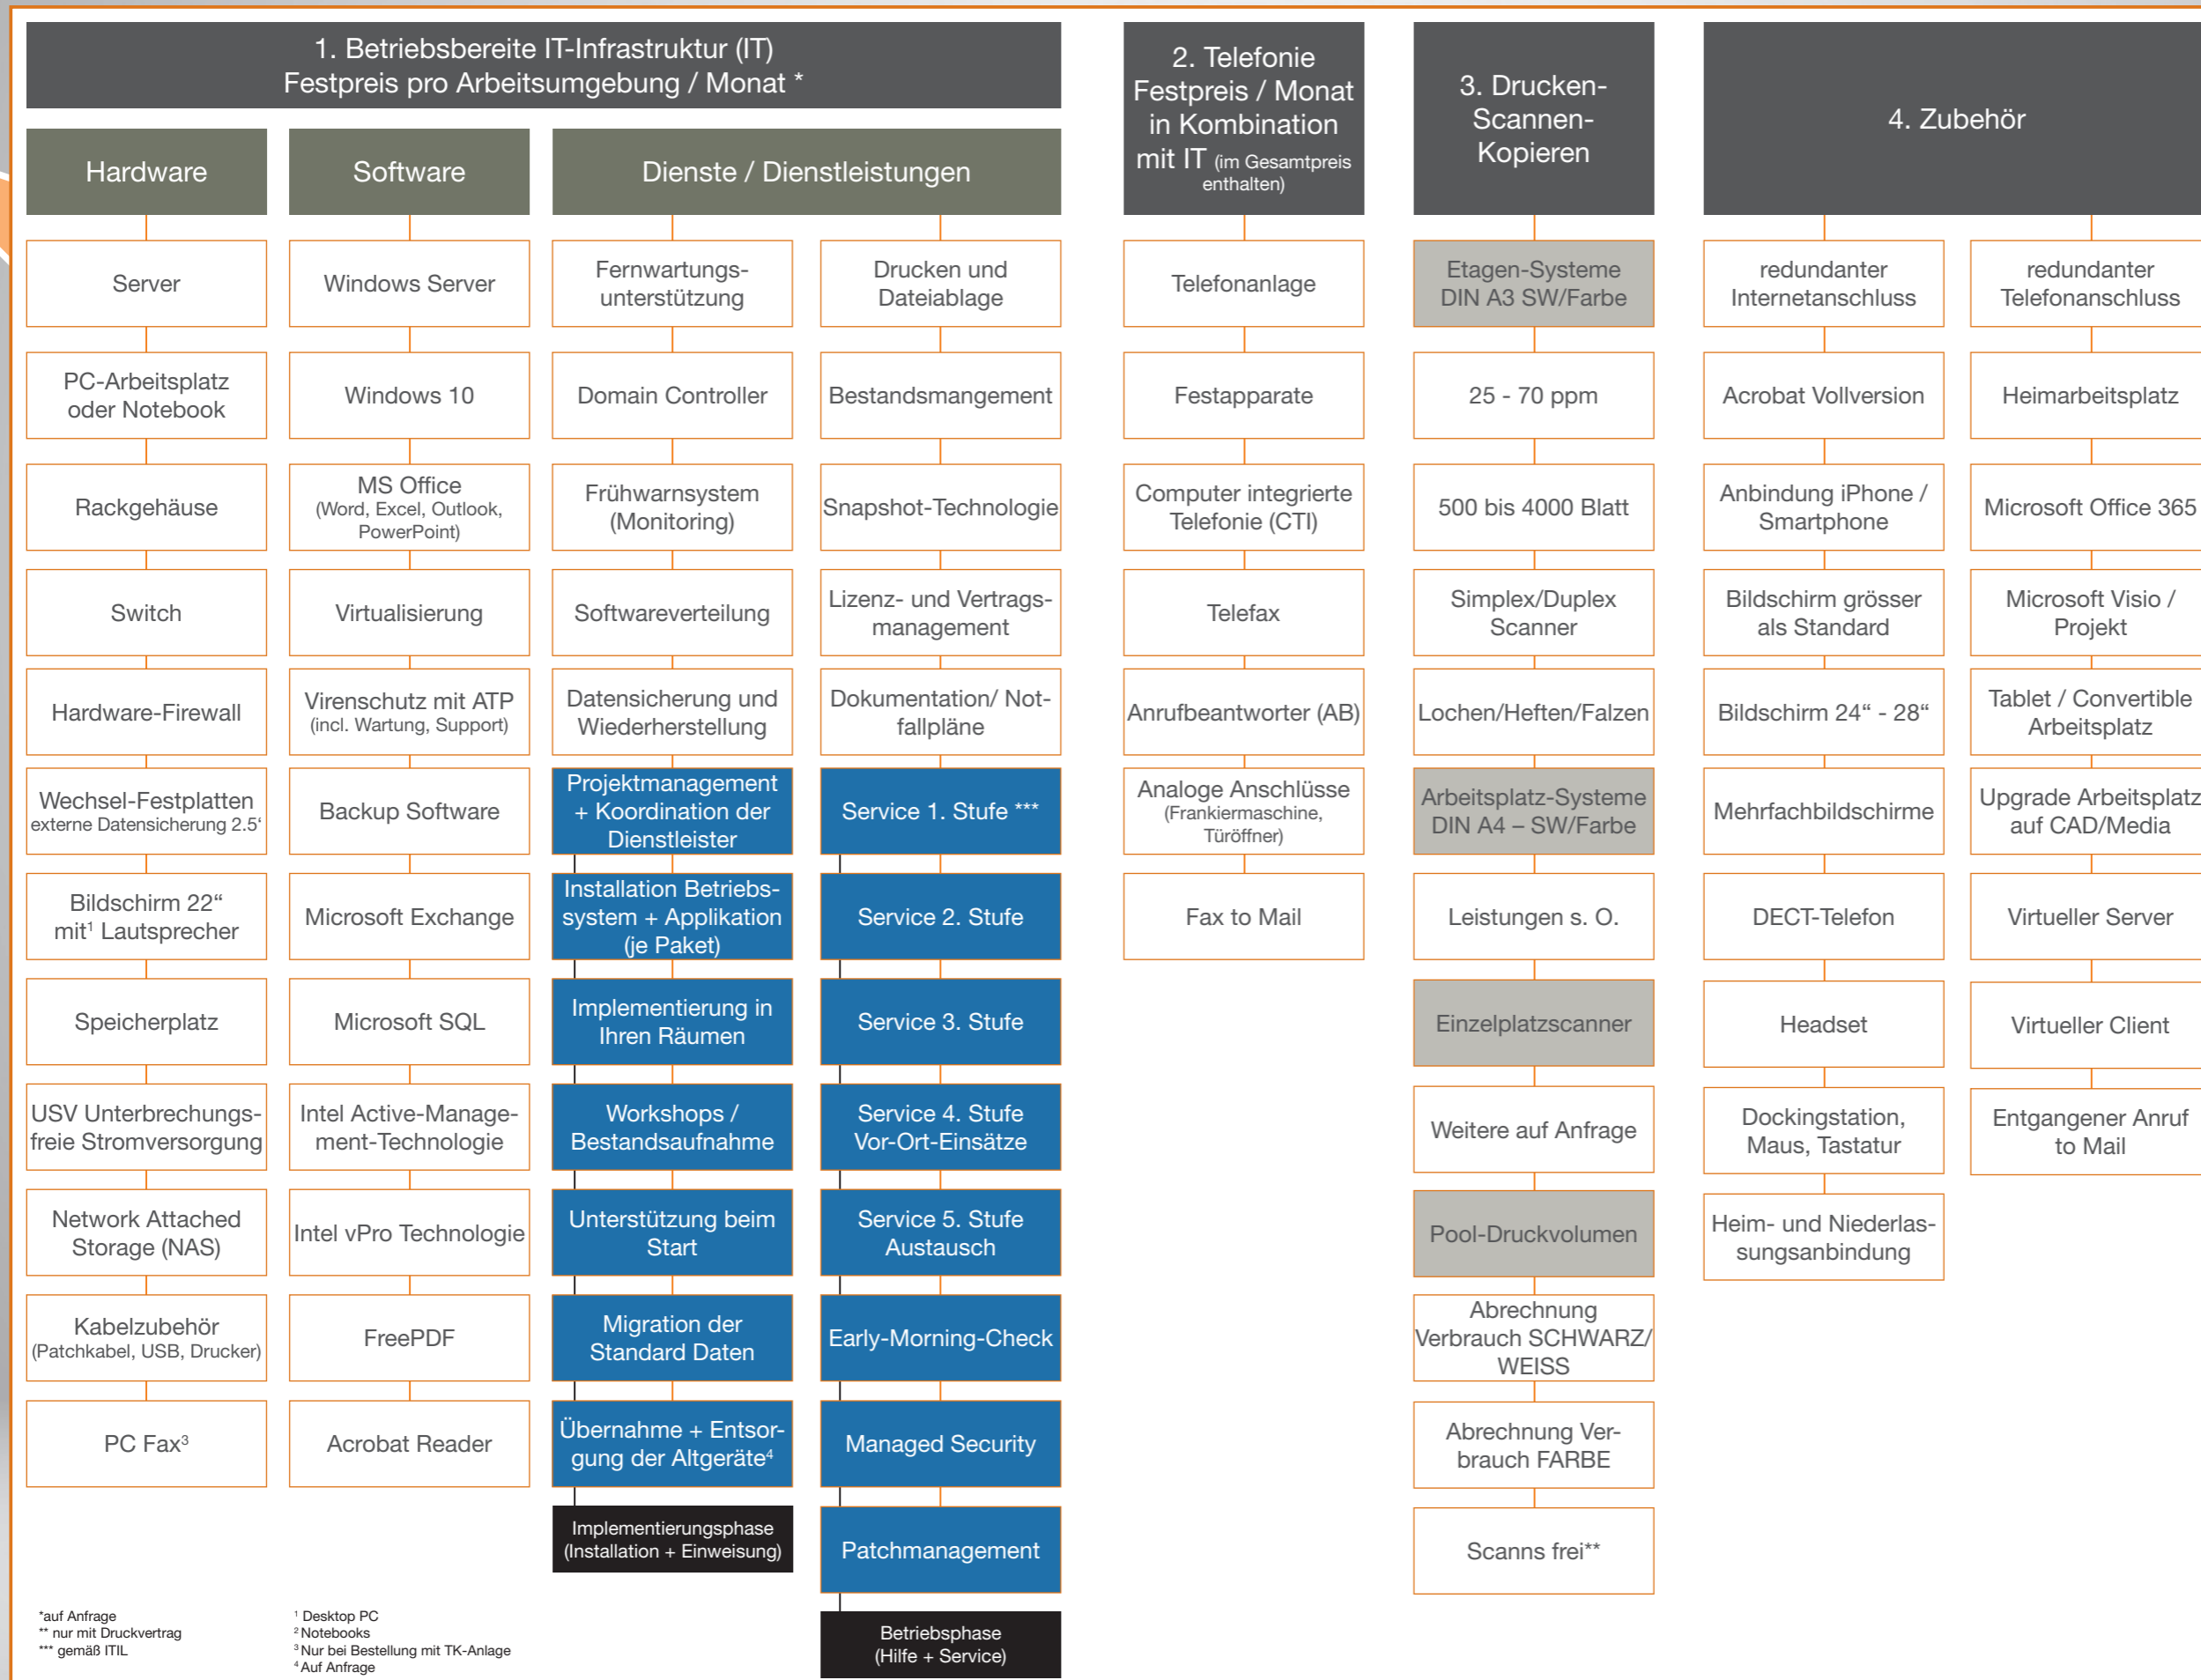 1. Betriebsbereite IT-Infrastruktur (IT)
Festpreis pro Arbeitsumgebung / Monat *
Hardware
Server
PC-Arbeitsplatz
oder Notebook
Rackgehäuse
Switch
Hardware-Firewall
Wechsel-Festplatten
externe Datensicherung 2.5‘
Bildschirm 22“
mit¹ Lautsprecher
Speicherplatz
USV Unterbrechungs-
freie Stromversorgung
Network Attached
Storage (NAS)
Kabelzubehör
(Patchkabel, USB, Drucker)
PC Fax³
Software
Windows Server
Windows 10
MS Office
(Word, Excel, Outlook,
PowerPoint)
Virtualisierung
Virenschutz mit ATP
(incl. Wartung, Support)
Backup Software
Microsoft Exchange
Microsoft SQL
Intel Active-Manage-
ment-Technologie
Intel vPro Technologie
FreePDF
Acrobat Reader
Dienste / Dienstleistungen
Fernwartungs-
unterstützung
Domain Controller
Frühwarnsystem
(Monitoring)
Softwareverteilung
Datensicherung und
Wiederherstellung
Projektmanagement
+ Koordination der
Dienstleister
Installation Betriebs-
system + Applikation
(je Paket)
Implementierung in
Ihren Räumen
Workshops /
Bestandsaufnahme
Unterstützung beim
Start
Migration der
Standard Daten
Übernahme + Entsor-
gung der Altgeräte⁴
Implementierungsphase
(Installation + Einweisung)
Drucken und
Dateiablage
Bestandsmangement
Snapshot-Technologie
Lizenz- und Vertrags-
management
Dokumentation/ Not-
fallpläne
Service 1. Stufe ***
Service 2. Stufe
Service 3. Stufe
Service 4. Stufe
Vor-Ort-Einsätze
Service 5. Stufe
Austausch
Early-Morning-Check
Managed Security
Patchmanagement
Betriebsphase
(Hilfe + Service)
2. Telefonie
Festpreis / Monat
in Kombination
mit IT (im Gesamtpreis
enthalten)
Telefonanlage
Festapparate
Computer integrierte
Telefonie (CTI)
Telefax
Anrufbeantworter (AB)
Analoge Anschlüsse
(Frankiermaschine,
Türöffner)
Fax to Mail
3. Drucken-
Scannen-
Kopieren
Etagen-Systeme
DIN A3 SW/Farbe
25 - 70 ppm
500 bis 4000 Blatt
Simplex/Duplex
Scanner
Lochen/Heften/Falzen
Arbeitsplatz-Systeme
DIN A4 – SW/Farbe
Leistungen s. O.
Einzelplatzscanner
Weitere auf Anfrage
Pool-Druckvolumen
Abrechnung
Verbrauch SCHWARZ/
WEISS
Abrechnung Ver-
brauch FARBE
Scanns frei**
4. Zubehör
redundanter
Internetanschluss
Acrobat Vollversion
Anbindung iPhone /
Smartphone
Bildschirm grösser
als Standard
Bildschirm 24“ - 28“
Mehrfachbildschirme
DECT-Telefon
Headset
Dockingstation,
Maus, Tastatur
Heim- und Niederlas-
sungsanbindung
redundanter
Telefonanschluss
Heimarbeitsplatz
Microsoft Office 365
Microsoft Visio /
Projekt
Tablet / Convertible
Arbeitsplatz
Upgrade Arbeitsplatz
auf CAD/Media
Virtueller Server
Virtueller Client
Entgangener Anruf
to Mail
*auf Anfrage
** nur mit Druckvertrag
*** gemäß ITIL
¹ Desktop PC
² Notebooks
³ Nur bei Bestellung mit TK-Anlage
⁴ Auf Anfrage